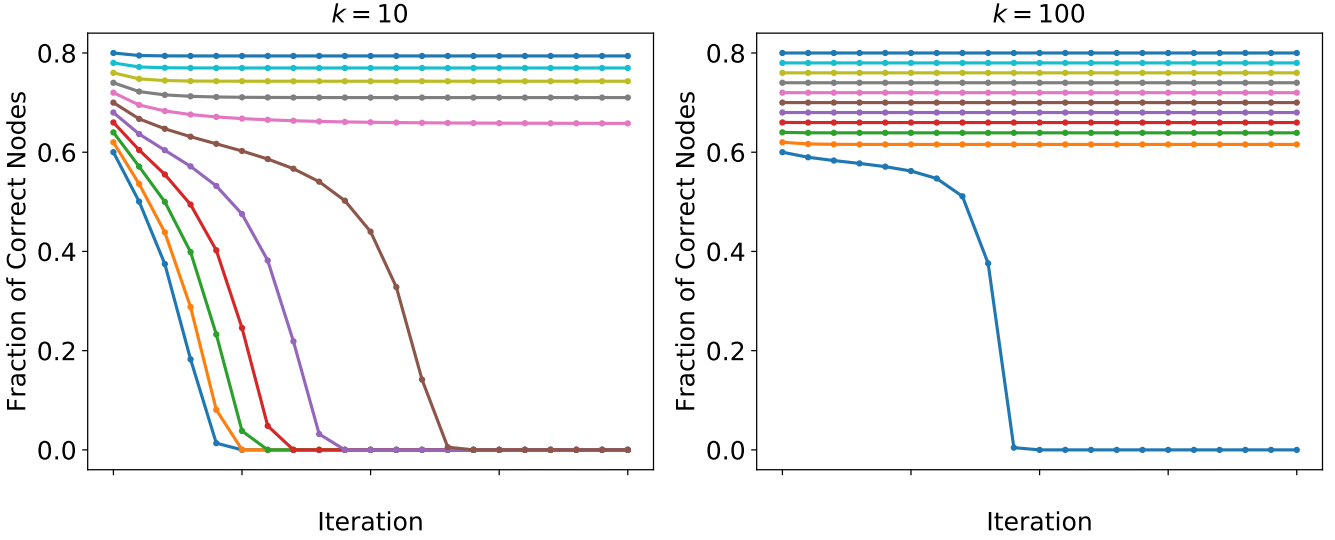 k = 10
Fraction of Correct Nodes
0.8
0.6
0.4
0.2
0.0
Iteration
k = 100
Fraction of Correct Nodes
0.8
0.6
0.4
0.2
0.0
Iteration